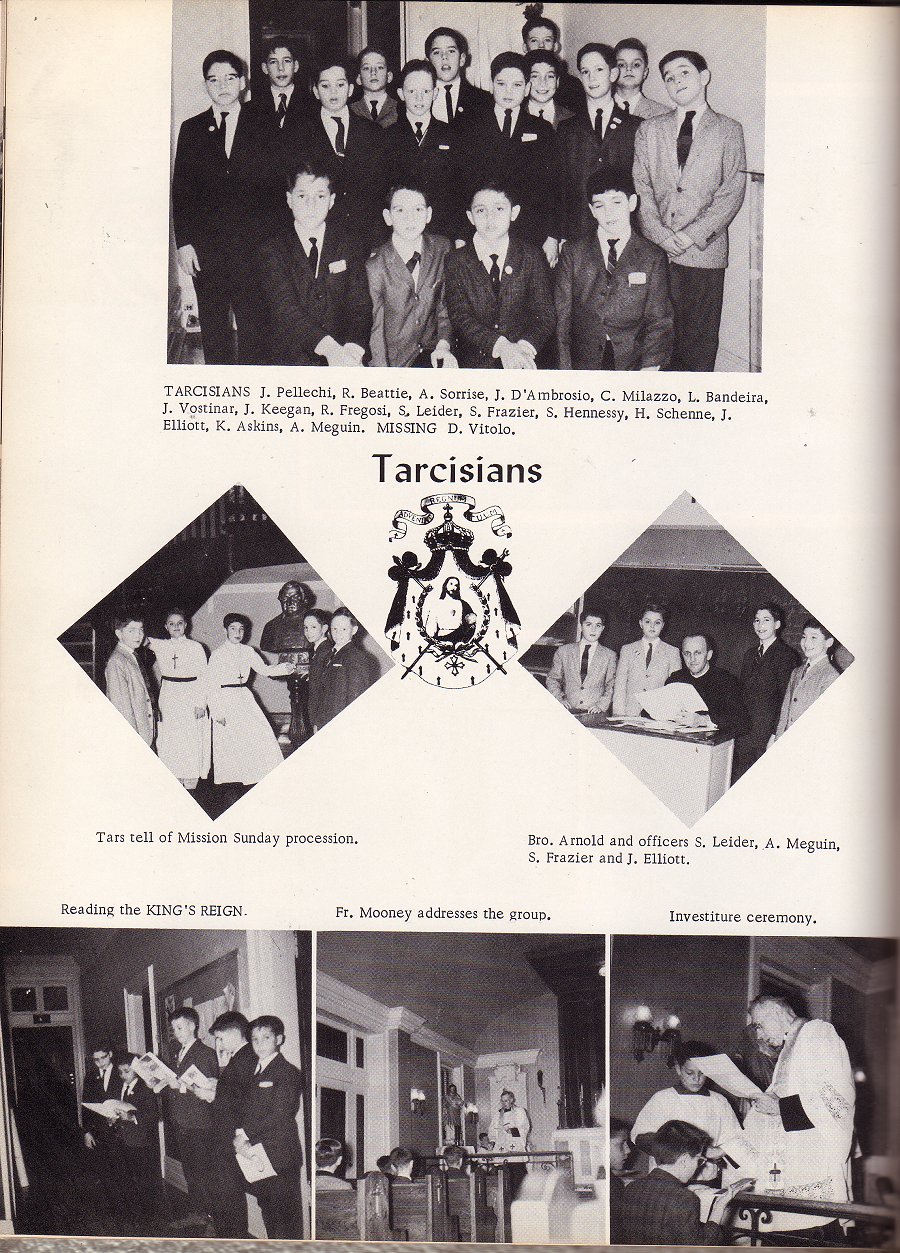 TARCISIANS J. Pellechi, R. Beattie, A. Sorrise, J. D'Ambrosio, C. Milazzo, L. Bandeira,
J. Vostinar, J. Keegan, R. Fregosi, S. Leider, S. Frazier, S. Hennessy, H. Schenne, J.
Elliott, K. Askins, A. Meguin. MISSING D. Vitolo.
Tarcisians
ADVENIAT REGNUM
Tars tell of Mission Sunday procession.
Bro. Arnold and officers S. Leider, A. Meguin,
S. Frazier and J. Elliott.
Reading the KING'S REIGN.
Fr. Mooney addresses the group.
Investiture ceremony.